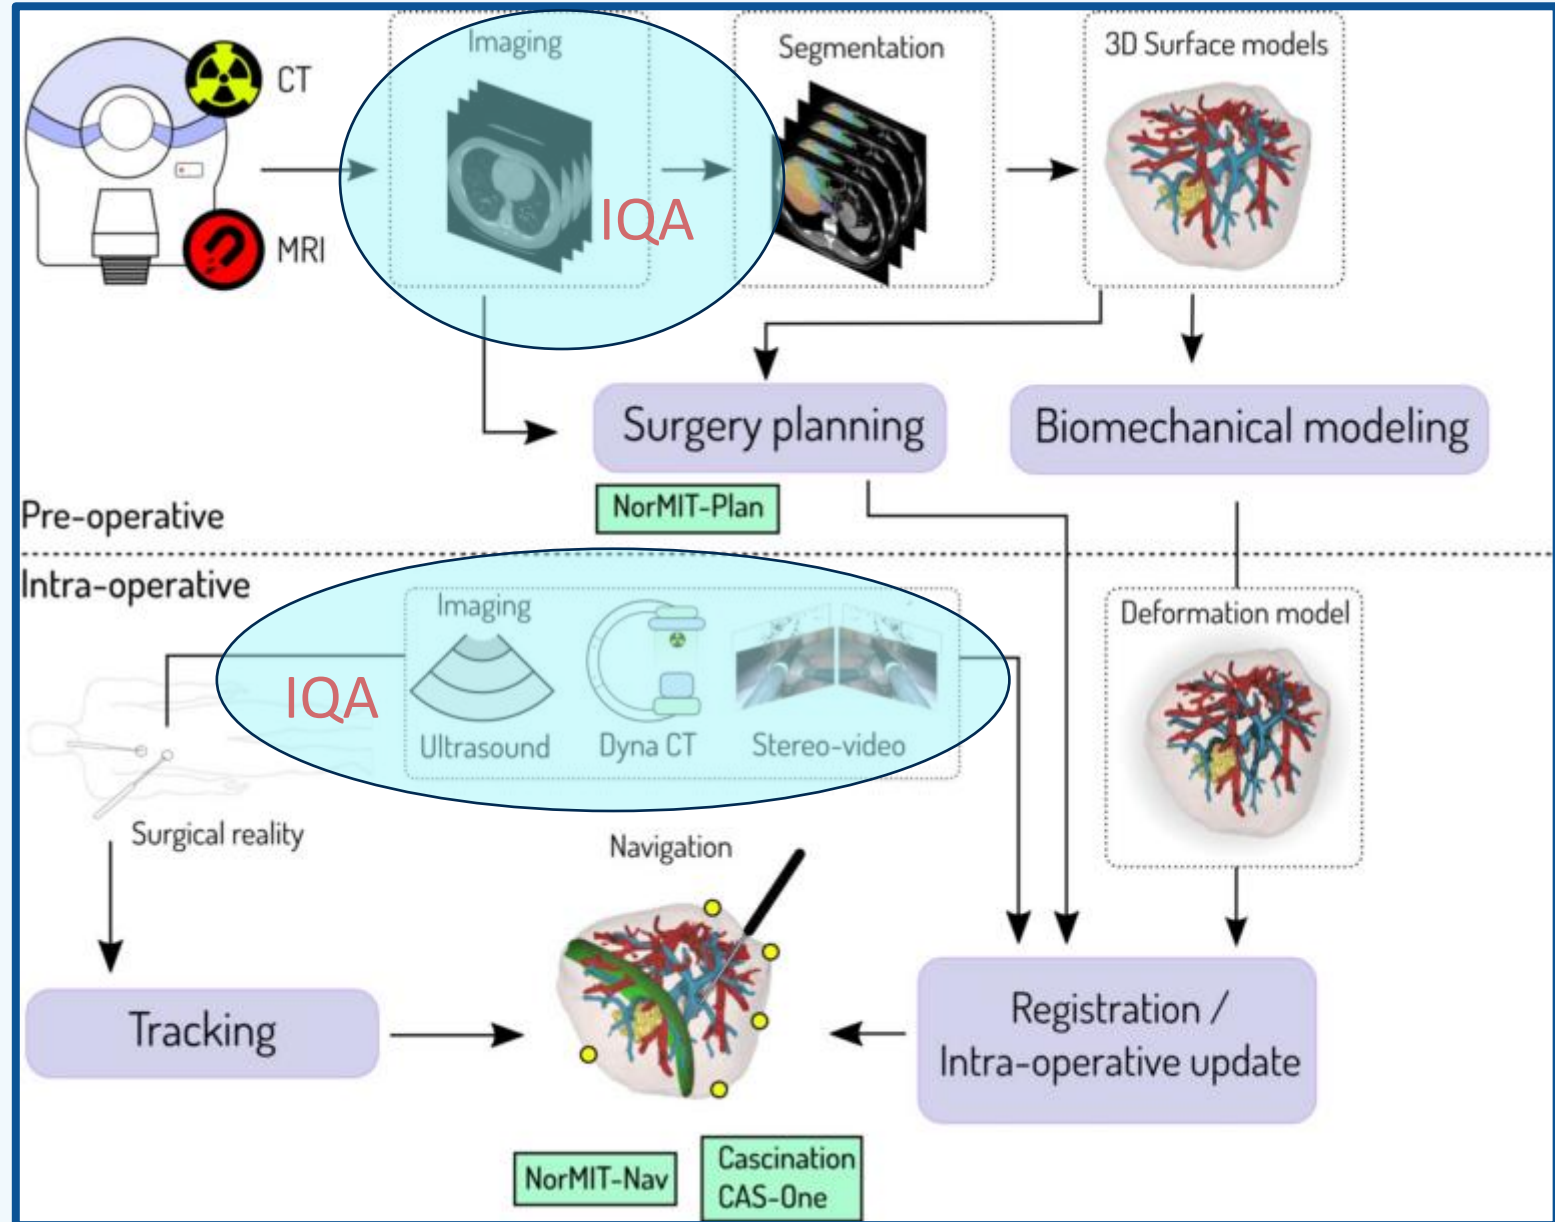 Imaging
Segmentation
3D Surface models
CT
IQA
MRI
Surgery planning
Biomechanical modeling
NorMIT-Plan
Pre-operative
Intra-operative
Imaging
Deformation model
IQA
Ultrasound
Dyna CT
Stereo-video
Surgical reality
Navigation
Tracking
Registration /
Intra-operative update
NorMIT-Nav
Cascination
CAS-One